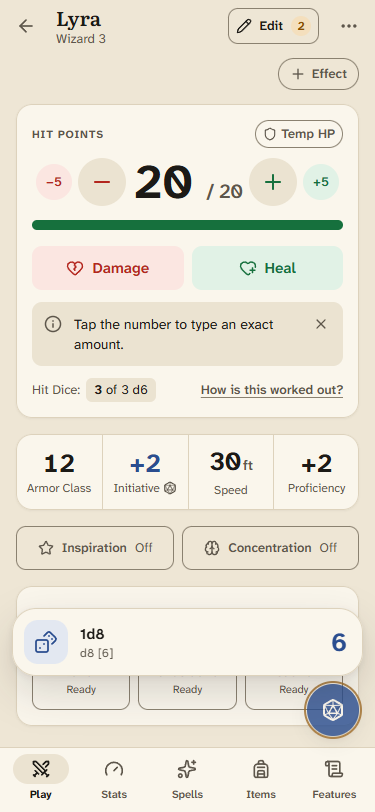 Lyra
Wizard 3
Edit 2
Effect
HIT POINTS
Temp HP
−5
20 / 20
+5
Damage
Heal
Tap the number to type an exact
amount.
Hit Dice: 3 of 3 d6
How is this worked out?
12
Armor Class
+2
Initiative
30 ft
Speed
+2
Proficiency
Inspiration Off
Concentration Off
1d8
d8 [6]
6
Ready
Ready
Ready
Play
Stats
Spells
Items
Features